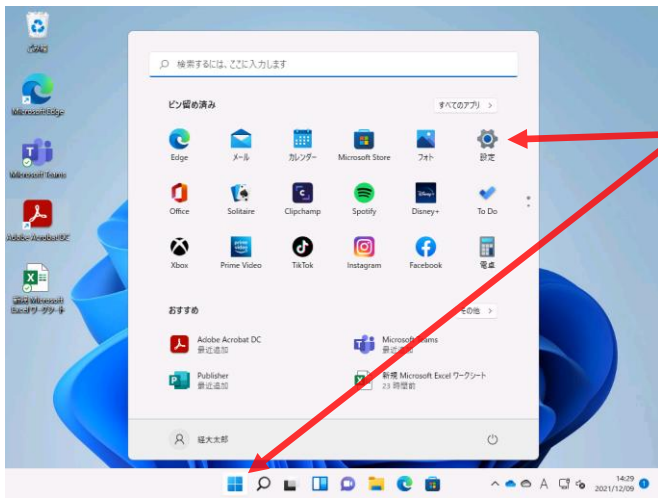 ごみ箱
Microsoft Edge
Microsoft Teams
Adobe Acrobat DC
新規 Microsoft
Excel ワークシート
検索するには、ここに入力します
ピン留め済み
すべてのアプリ >
Edge
メール
カレンダー
Microsoft Store
フォト
設定
Office
Solitaire
Clipchamp
Spotify
Disney+
To Do
Xbox
Prime Video
TikTok
Instagram
Facebook
電卓
おすすめ
その他 >
Adobe Acrobat DC
最近追加
Microsoft Teams
最近追加
Publisher
最近追加
新規 Microsoft Excel ワークシート
23 時間前
経大太郎
A
14:29
2021/12/09